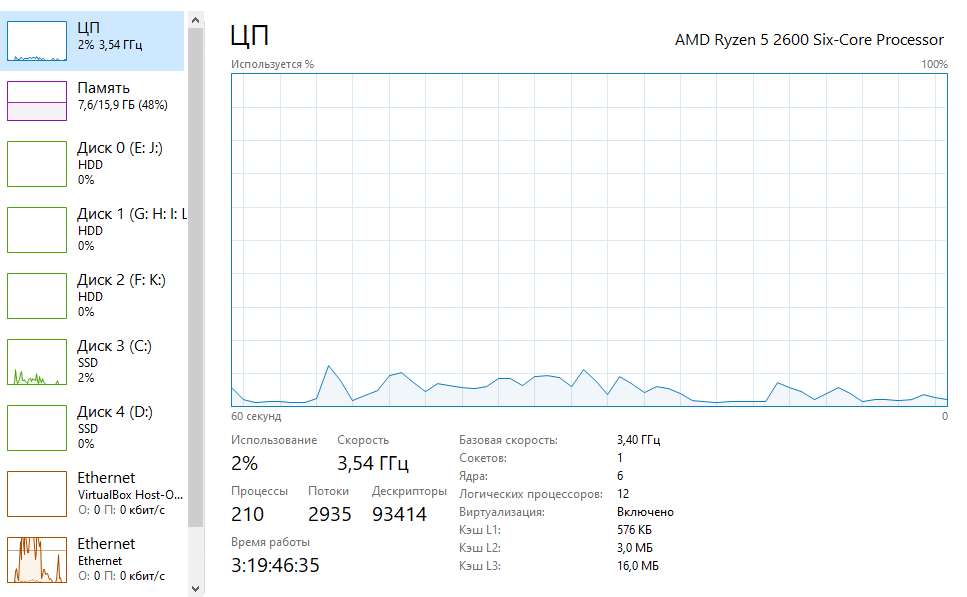 ЦП
2% 3,54 ГГц
Память
7,6/15,9 ГБ (48%)
Диск 0 (E: J:)
HDD
0%
Диск 1 (G: H: I: L
HDD
0%
Диск 2 (F: K:)
HDD
0%
Диск 3 (C:)
SSD
2%
Диск 4 (D:)
SSD
0%
Ethernet
VirtualBox Host-O...
О: 0 П: 0 кбит/с
Ethernet
Ethernet
О: 0 П: 0 кбит/с
ЦП
AMD Ryzen 5 2600 Six-Core Processor
Используется %
100%
60 секунд
0
Использование
Скорость
2%
3,54 ГГц
Процессы
Потоки
Дескрипторы
210
2935
93414
Время работы
3:19:46:35
Базовая скорость: 3,40 ГГц
Сокетов: 1
Ядра: 6
Логических процессоров: 12
Виртуализация: Включено
Кэш L1: 576 КБ
Кэш L2: 3,0 МБ
Кэш L3: 16,0 МБ